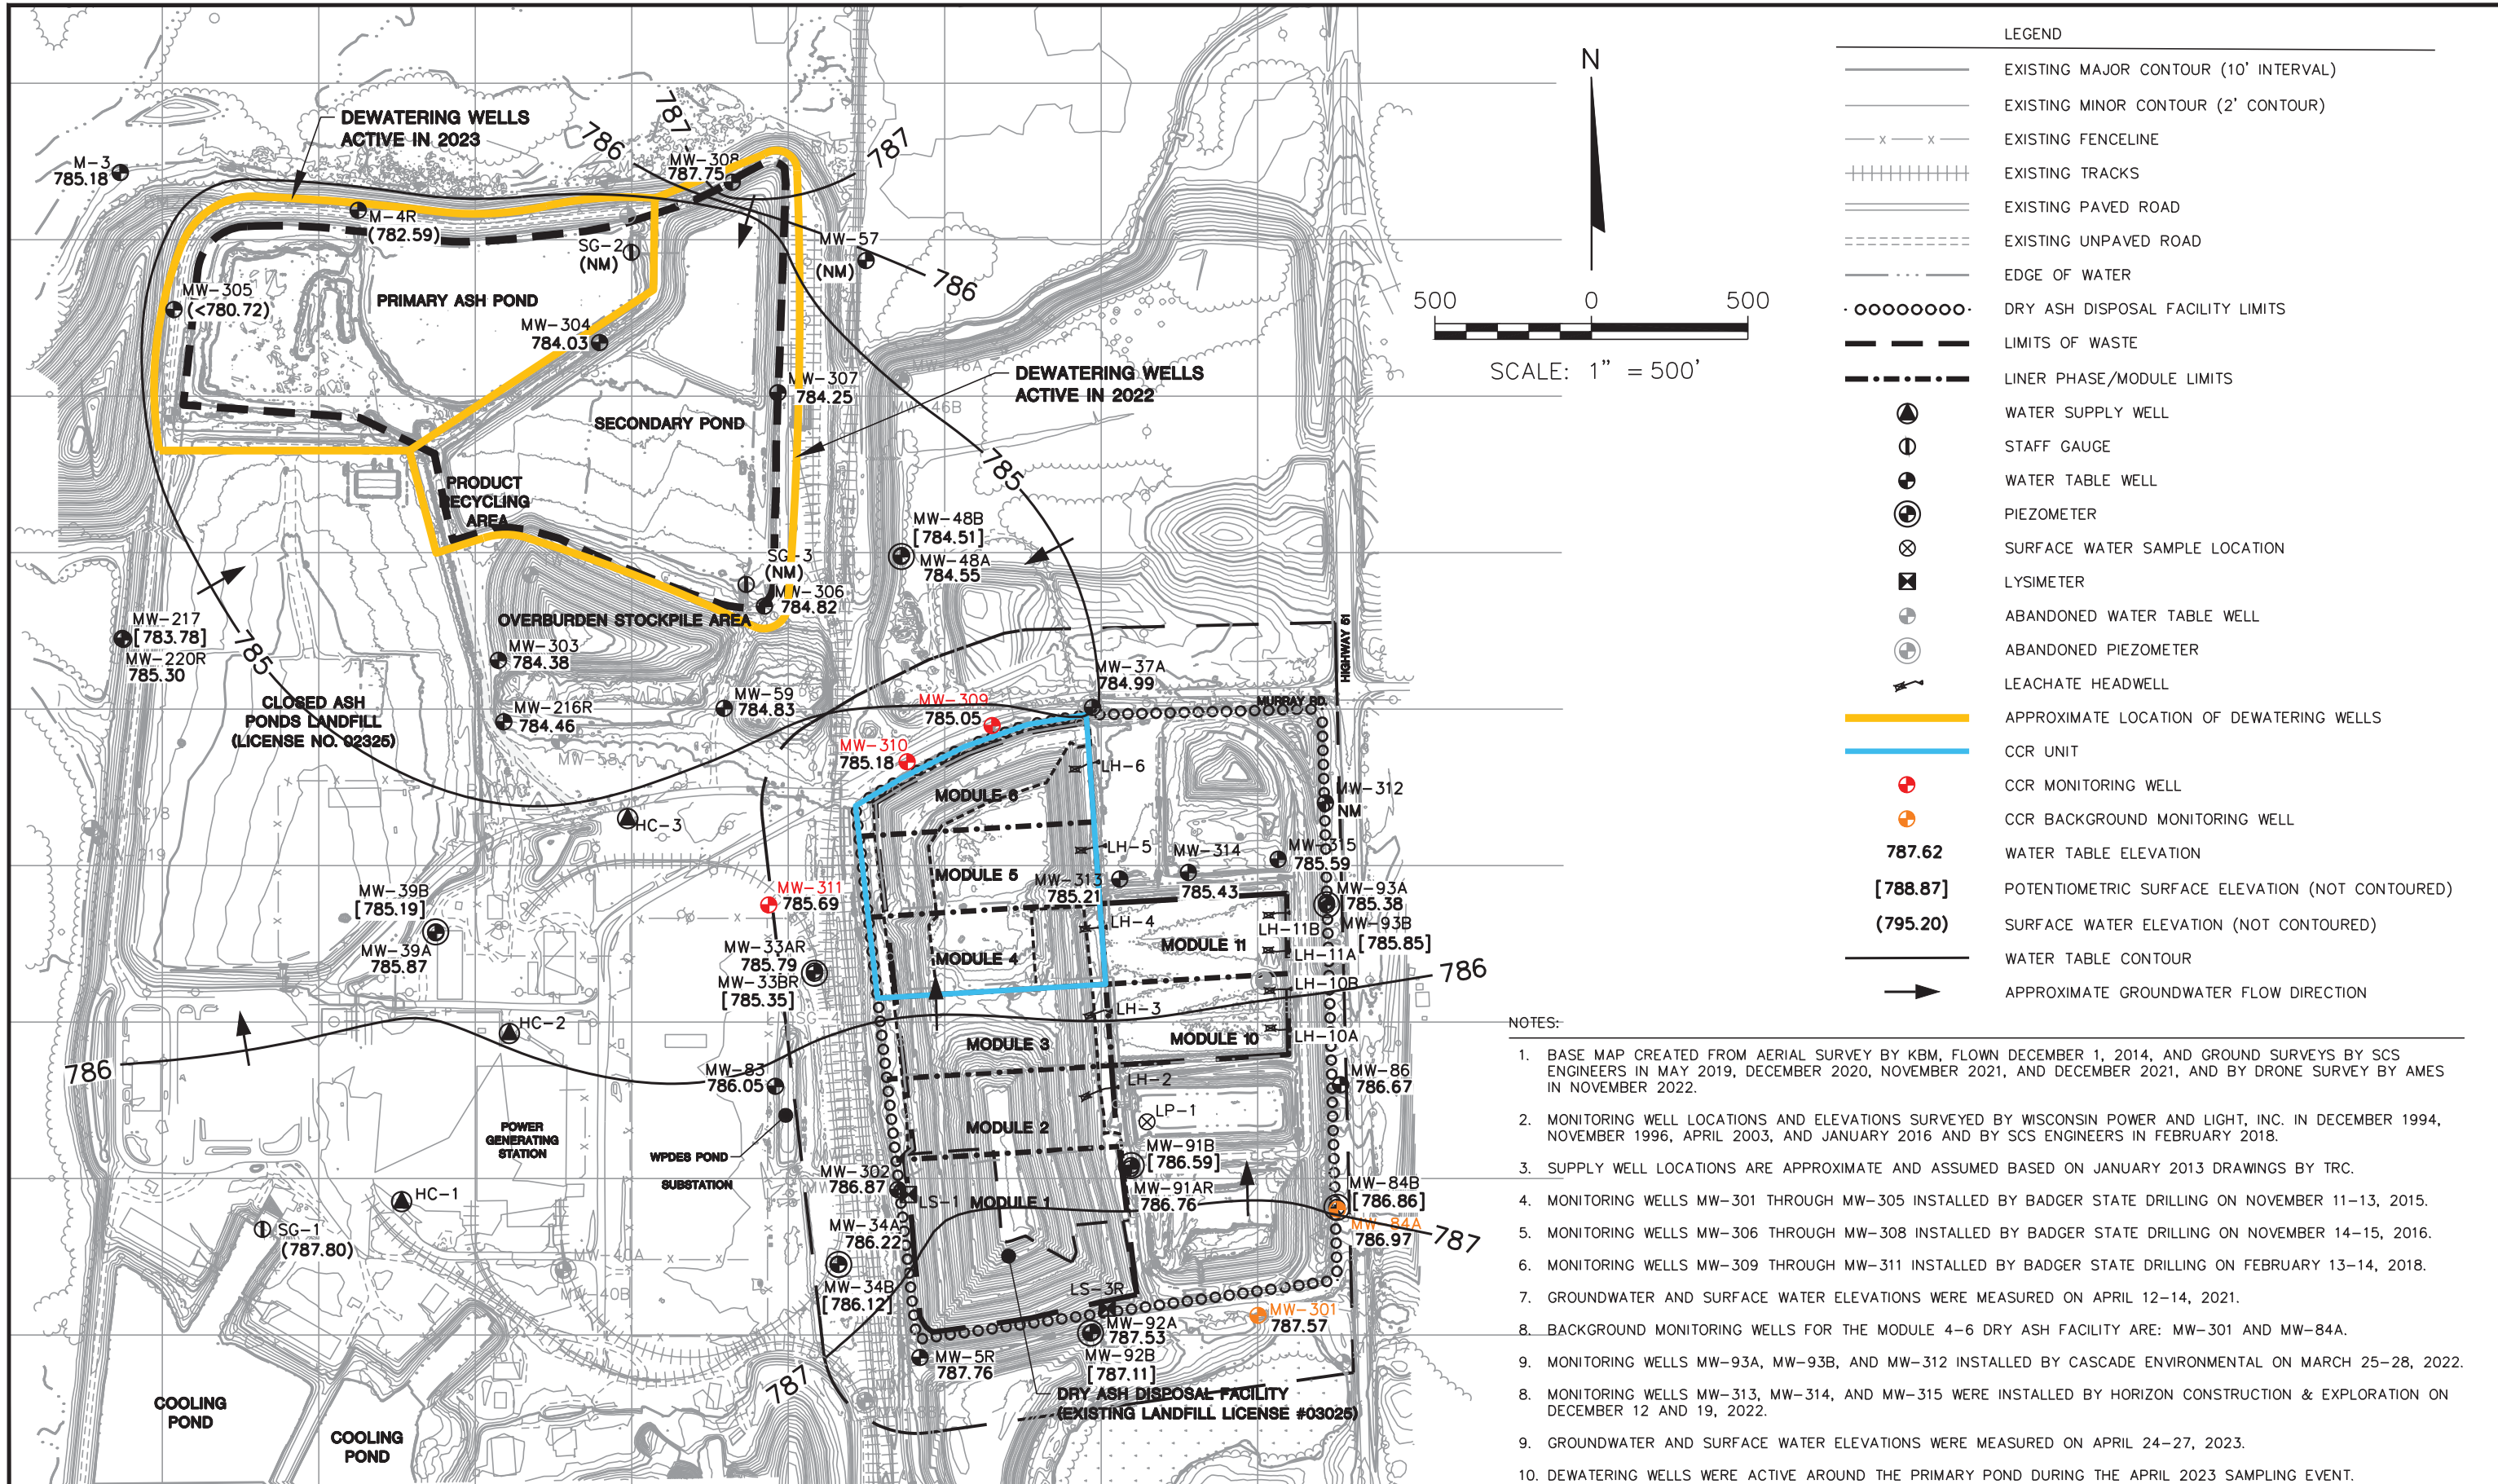 LEGEND
EXISTING MAJOR CONTOUR (10' INTERVAL)
EXISTING MINOR CONTOUR (2' CONTOUR)
EXISTING FENCELINE
EXISTING TRACKS
EXISTING PAVED ROAD
EXISTING UNPAVED ROAD
EDGE OF WATER
DRY ASH DISPOSAL FACILITY LIMITS
LIMITS OF WASTE
LINER PHASE/MODULE LIMITS
WATER SUPPLY WELL
STAFF GAUGE
WATER TABLE WELL
PIEZOMETER
SURFACE WATER SAMPLE LOCATION
LYSIMETER
ABANDONED WATER TABLE WELL
ABANDONED PIEZOMETER
LEACHATE HEADWELL
APPROXIMATE LOCATION OF DEWATERING WELLS
CCR UNIT
CCR MONITORING WELL
CCR BACKGROUND MONITORING WELL
787.62 WATER TABLE ELEVATION
[788.87] POTENTIOMETRIC SURFACE ELEVATION (NOT CONTOURED)
(795.20) SURFACE WATER ELEVATION (NOT CONTOURED)
WATER TABLE CONTOUR
APPROXIMATE GROUNDWATER FLOW DIRECTION
NOTES:
1. BASE MAP CREATED FROM AERIAL SURVEY BY KBM, FLOWN DECEMBER 1, 2014, AND GROUND SURVEYS BY SCS
ENGINEERS IN MAY 2019, DECEMBER 2020, NOVEMBER 2021, AND DECEMBER 2021, AND BY DRONE SURVEY BY AMES
IN NOVEMBER 2022.
2. MONITORING WELL LOCATIONS AND ELEVATIONS SURVEYED BY WISCONSIN POWER AND LIGHT, INC. IN DECEMBER 1994,
NOVEMBER 1996, APRIL 2003, AND JANUARY 2016 AND BY SCS ENGINEERS IN FEBRUARY 2018.
3. SUPPLY WELL LOCATIONS ARE APPROXIMATE AND ASSUMED BASED ON JANUARY 2013 DRAWINGS BY TRC.
4. MONITORING WELLS MW-301 THROUGH MW-305 INSTALLED BY BADGER STATE DRILLING ON NOVEMBER 11-13, 2015.
5. MONITORING WELLS MW-306 THROUGH MW-308 INSTALLED BY BADGER STATE DRILLING ON NOVEMBER 14-15, 2016.
6. MONITORING WELLS MW-309 THROUGH MW-311 INSTALLED BY BADGER STATE DRILLING ON FEBRUARY 13-14, 2018.
7. GROUNDWATER AND SURFACE WATER ELEVATIONS WERE MEASURED ON APRIL 12-14, 2021.
8. BACKGROUND MONITORING WELLS FOR THE MODULE 4-6 DRY ASH FACILITY ARE: MW-301 AND MW-84A.
9. MONITORING WELLS MW-93A, MW-93B, AND MW-312 INSTALLED BY CASCADE ENVIRONMENTAL ON MARCH 25-28, 2022.
8. MONITORING WELLS MW-313, MW-314, AND MW-315 WERE INSTALLED BY HORIZON CONSTRUCTION & EXPLORATION ON
DECEMBER 12 AND 19, 2022.
9. GROUNDWATER AND SURFACE WATER ELEVATIONS WERE MEASURED ON APRIL 24-27, 2023.
10. DEWATERING WELLS WERE ACTIVE AROUND THE PRIMARY POND DURING THE APRIL 2023 SAMPLING EVENT.
N
500 0 500
SCALE: 1" = 500'
DEWATERING WELLS
ACTIVE IN 2023
787
786
787
M-3
785.18
MW-308
787.75
M-4R
(782.59)
SG-2
(NM)
MW-57
(NM)
786
MW-305
(<780.72)
PRIMARY ASH POND
MW-304
784.03
MW-46A
DEWATERING WELLS
ACTIVE IN 2022
MW-307
784.25
MW-46B
SECONDARY POND
785
PRODUCT
RECYCLING
AREA
MW-48B
[784.51]
MW-48A
784.55
SG-3
(NM)
MW-306
784.82
OVERBURDEN STOCKPILE AREA
MW-217
[783.78]
MW-220R
785.30
785
MW-303
784.38
HIGHWAY 51
MW-37A
784.99
CLOSED ASH
PONDS LANDFILL
(LICENSE NO. 02325)
MW-59
784.83
MW-216R
784.46
MW-309
785.05
MURRAY RD.
MW-310
785.18
LH-6
MODULE 6
MW-312
NM
HC-3
LH-5
MW-314
785.43
MW-315
785.59
MODULE 5
MW-313
785.21
MW-311
785.69
MW-93A
785.38
MW-93B
[785.85]
MW-39B
[785.19]
MW-39A
785.87
LH-4
LH-11B
MODULE 11
LH-11A
MW-33AR
785.79
MW-33BR
[785.35]
MODULE 4
786
LH-10B
LH-3
HC-2
MODULE 3
MODULE 10
LH-10A
786
MW-83
786.05
LH-2
MW-86
786.67
LP-1
POWER
GENERATING
STATION
MODULE 2
WPDES POND
MW-91B
[786.59]
SUBSTATION
MW-302
786.87
LS-1
MODULE 1
MW-91AR
786.76
MW-84B
[786.86]
MW-84A
786.97
787
HC-1
SG-1
(787.80)
MW-34A
786.22
MW-40A
MW-40B
MW-34B
[786.12]
LS-3R
MW-301
787.57
MW-92A
787.53
MW-92B
[787.11]
MW-5R
787.76
787
COOLING
POND
COOLING
POND
DRY ASH DISPOSAL FACILITY
(EXISTING LANDFILL LICENSE #03025)